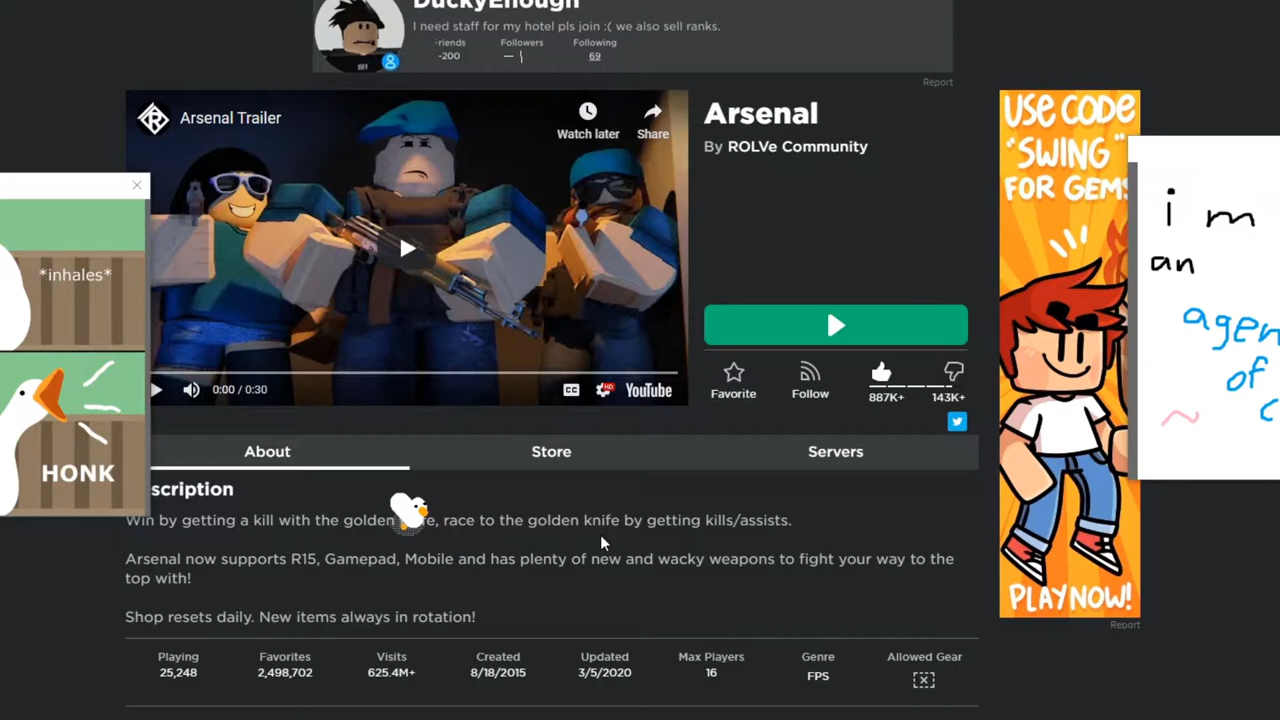 DuckyEnough
I need staff for my hotel pls join :( we also sell ranks.
riends
Followers
Following
-200
69
Report
Arsenal Trailer
Watch later
Share
Arsenal
By ROLVe Community
USE CODE
"SWING"
FOR GEMS
i m
an
agen
of
c
~
*inhales*
HONK
0:00 / 0:30
CC
HD
YouTube
Favorite
Follow
887K+
143K+
About
Store
Servers
scription
Win by getting a kill with the golden , race to the golden knife by getting kills/assists.
Arsenal now supports R15, Gamepad, Mobile and has plenty of new and wacky weapons to fight your way to the
top with!
Shop resets daily. New items always in rotation!
PLAY NOW!
Report
Playing
Favorites
Visits
Created
Updated
Max Players
Genre
Allowed Gear
25,248
2,498,702
625.4M+
8/18/2015
3/5/2020
16
FPS